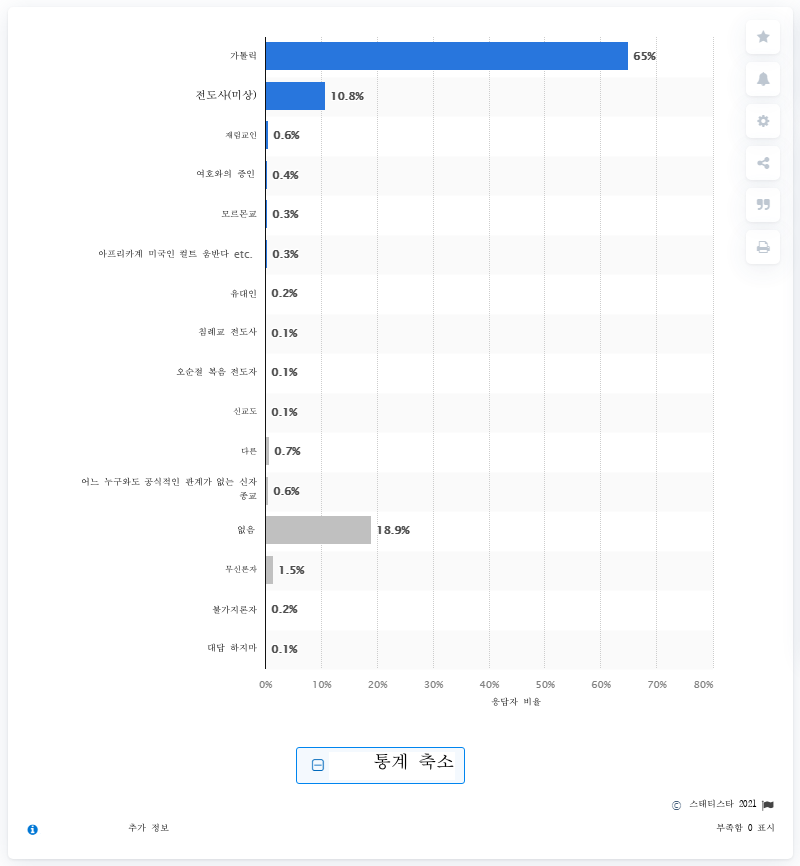 가톨릭
65%
전도사(미상)
10.8%
재림교인
0.6%
여호와의 증인
0.4%
모르몬교
0.3%
아프리카계 미국인 컬트 움반다 etc.
0.3%
유대인
0.2%
침례교 전도사
0.1%
오순절 복음 전도자
0.1%
신교도
0.1%
다른
0.7%
어느 누구와도 공식적인 관계가 없는 신자
종교
0.6%
없음
18.9%
무신론자
1.5%
불가지론자
0.2%
대답 하지마
0.1%
0% 10% 20% 30% 40% 50% 60% 70% 80%
응답자 비율
통계 축소
© 스태티스타 2021
추가 정보
부족함 0 표시